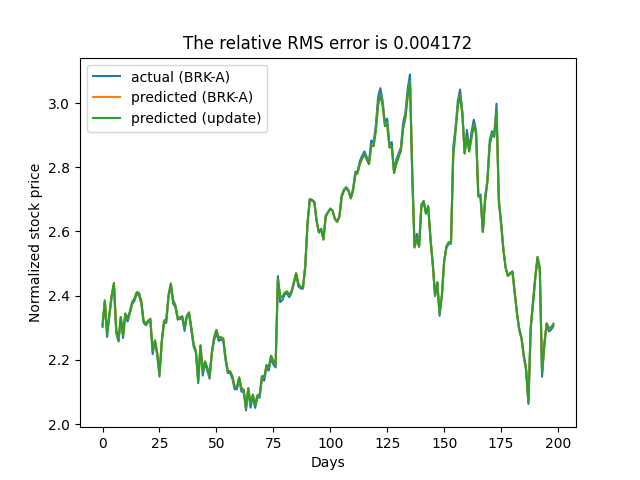 The relative RMS error is 0.004172
actual (BRK-A)
predicted (BRK-A)
predicted (update)
3.0
2.8
2.6
2.4
2.2
2.0
Normalized stock price
0 25 50 75 100 125 150 175 200
Days